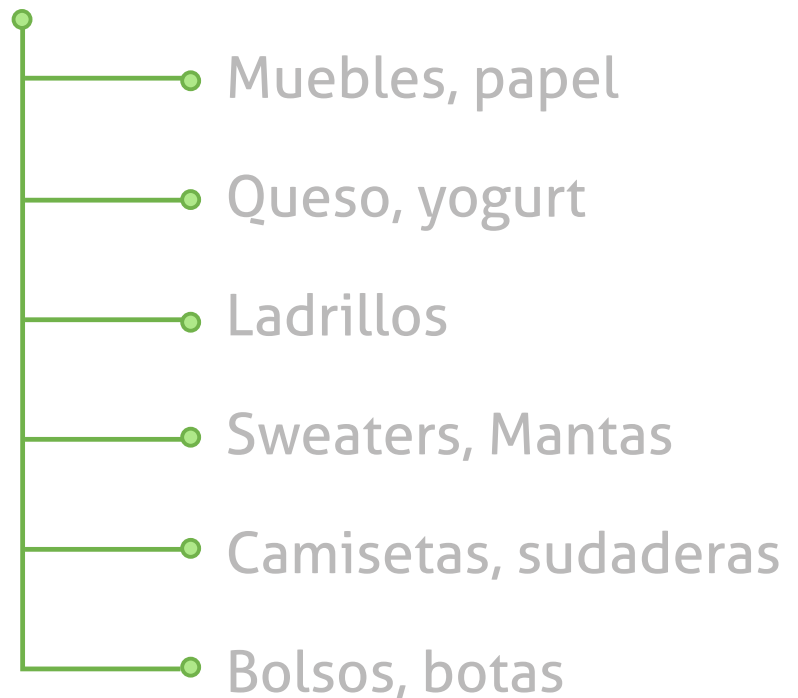 Muebles, papel
Queso, yogurt
Ladrillos
Sweaters, Mantas
Camisetas, sudaderas
Bolsos, botas